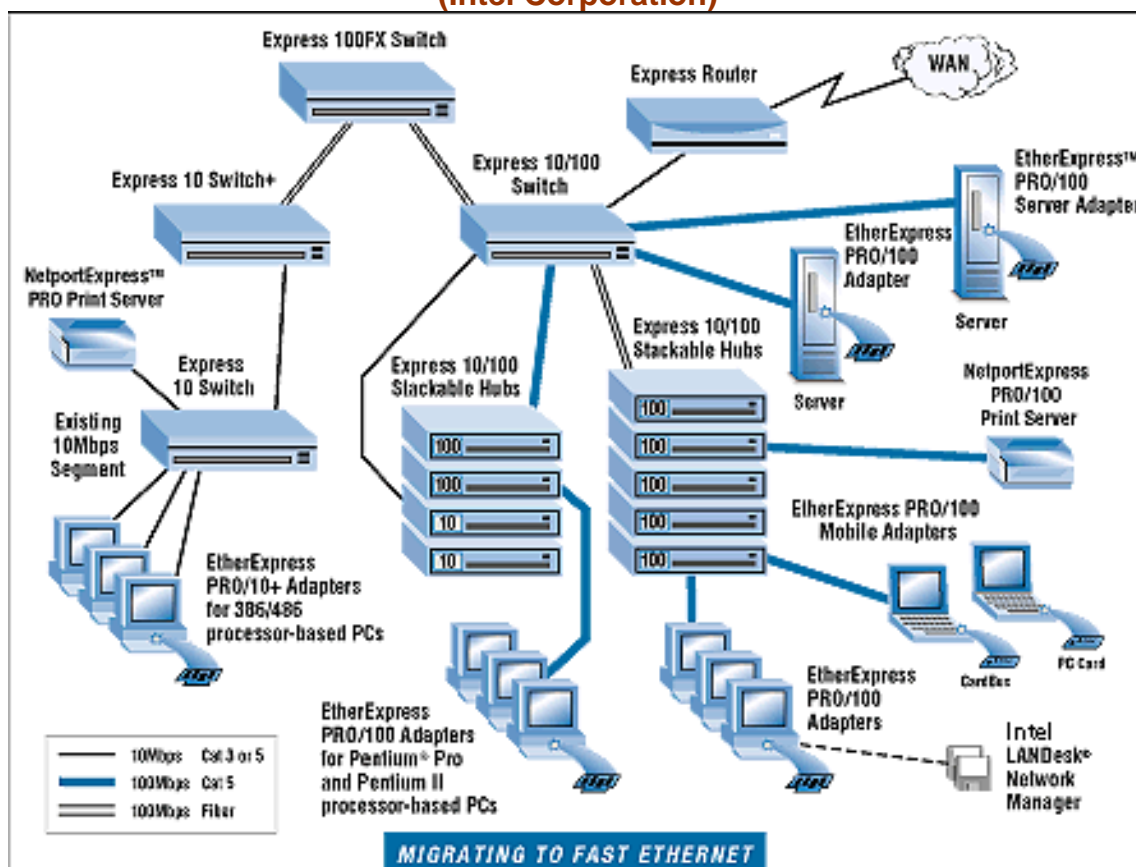 (Intel Corporation)
Express 100FX Switch
Express Router
WAN
Express 10 Switch+
Express 10/100
Switch
EtherExpress™
PRO/100
Server Adapter
EtherExpress
PRO/100
Adapter
NetportExpress™
PRO Print Server
Server
Express
10 Switch
Express 10/100
Stackable Hubs
Express 10/100
Stackable Hubs
Server
NetportExpress
PRO/100
Print Server
Existing
10Mbps
Segment
100
100
10
10
100
100
100
100
100
EtherExpress PRO/100
Mobile Adapters
EtherExpress
PRO/10+ Adapters
for 386/486
processor-based PCs
CardBus
PC Card
EtherExpress
PRO/100 Adapters
for Pentium® Pro
and Pentium II
processor-based PCs
EtherExpress
PRO/100
Adapters
Intel
LANDesk®
Network
Manager
10Mbps Cat 3 or 5
100Mbps Cat 5
100Mbps Fiber
MIGRATING TO FAST ETHERNET